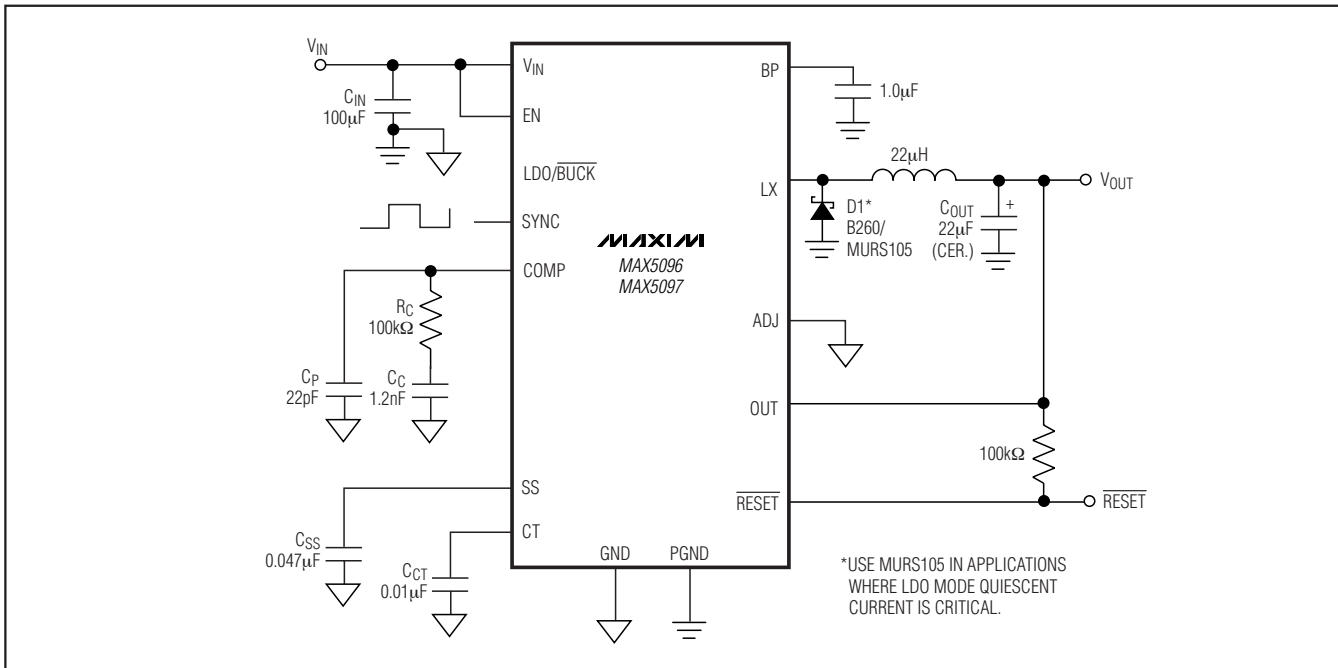 VIN
VIN
CIN
100µF
EN
LDO/BUCK
SYNC
COMP
RC
100kΩ
CP
22pF
CC
1.2nF
SS
CSS
0.047µF
CT
CCT
0.01µF
MAXIM
MAX5096
MAX5097
GND
PGND
BP
1.0µF
22µH
LX
VOUT
D1*
B260/
MURS105
COUT
22µF
(CER.)
+
ADJ
OUT
100kΩ
RESET
RESET
*USE MURS105 IN APPLICATIONS
WHERE LDO MODE QUIESCENT
CURRENT IS CRITICAL.